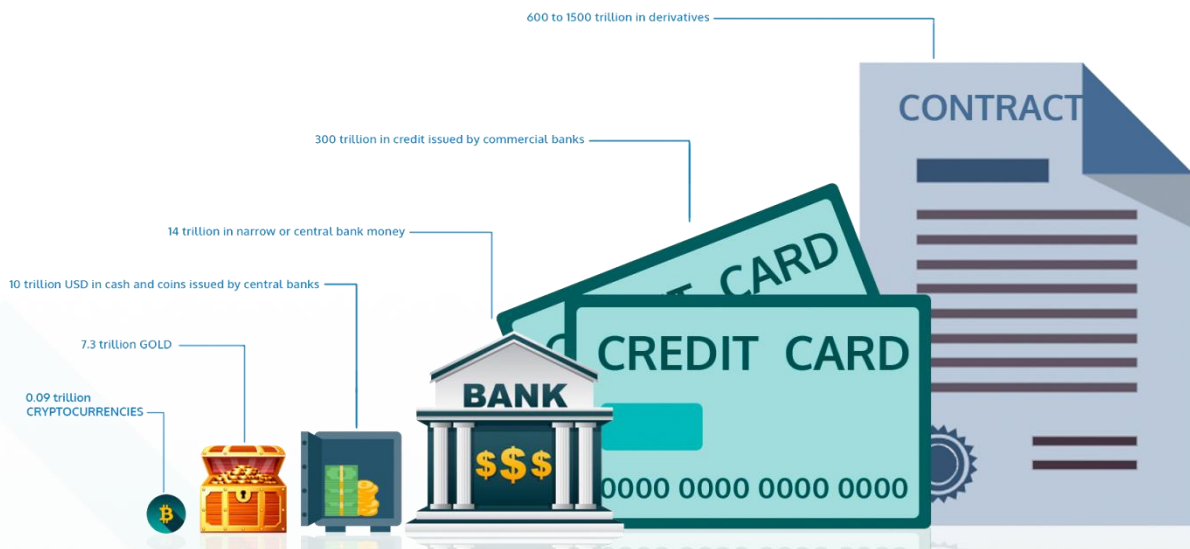 600 to 1500 trillion in derivatives
CONTRACT
300 trillion in credit issued by commercial banks
14 trillion in narrow or central bank money
CARD
10 trillion USD in cash and coins issued by central banks
7.3 trillion GOLD
CREDIT CARD
BANK
0.09 trillion
CRYPTOCURRENCIES
$$$
0000 0000 0000 0000